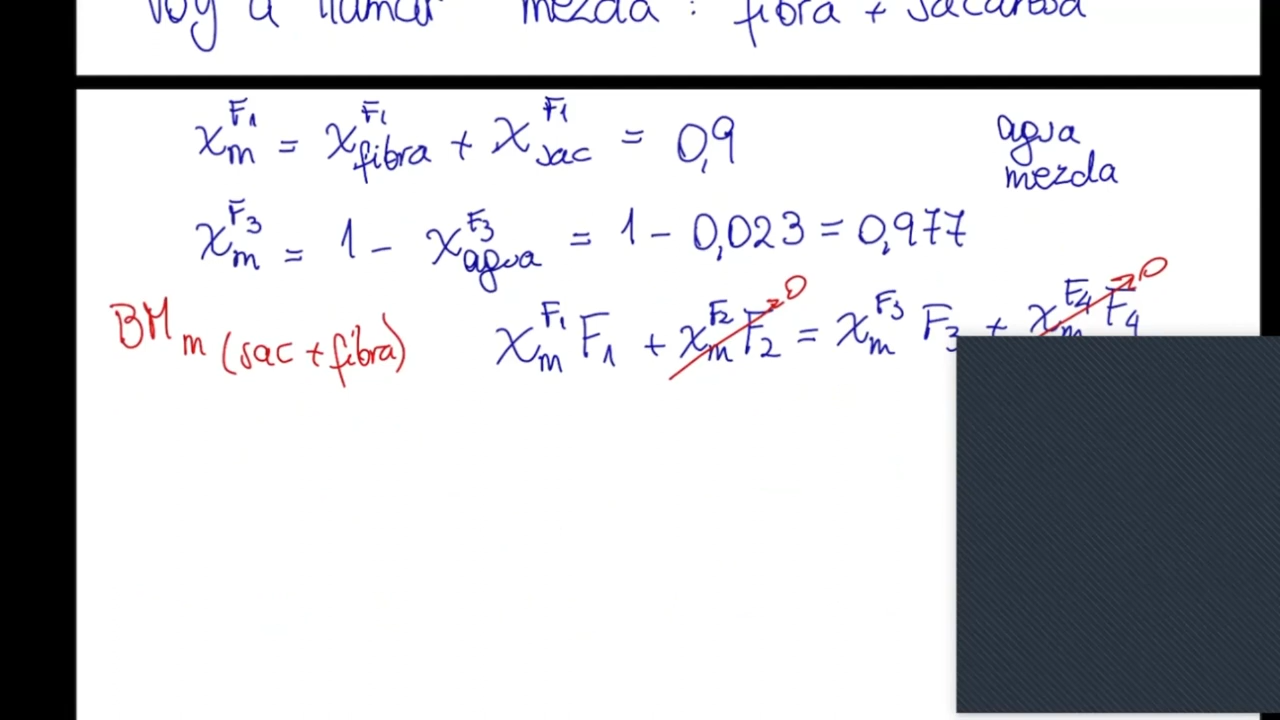 Voy a llamar mezcla : fibra + sacarosa
x_m^F1 = x_fibra^F1 + x_sac^F1 = 0,9
agua
mezcla
x_m^F3 = 1 - x_agua^F3 = 1 - 0,023 = 0,977
BM m (sac + fibra) x_m^F1 F1 + x_m^F2 F2 = x_m^F3 F3 + x_m^F4 F4
=0 =0